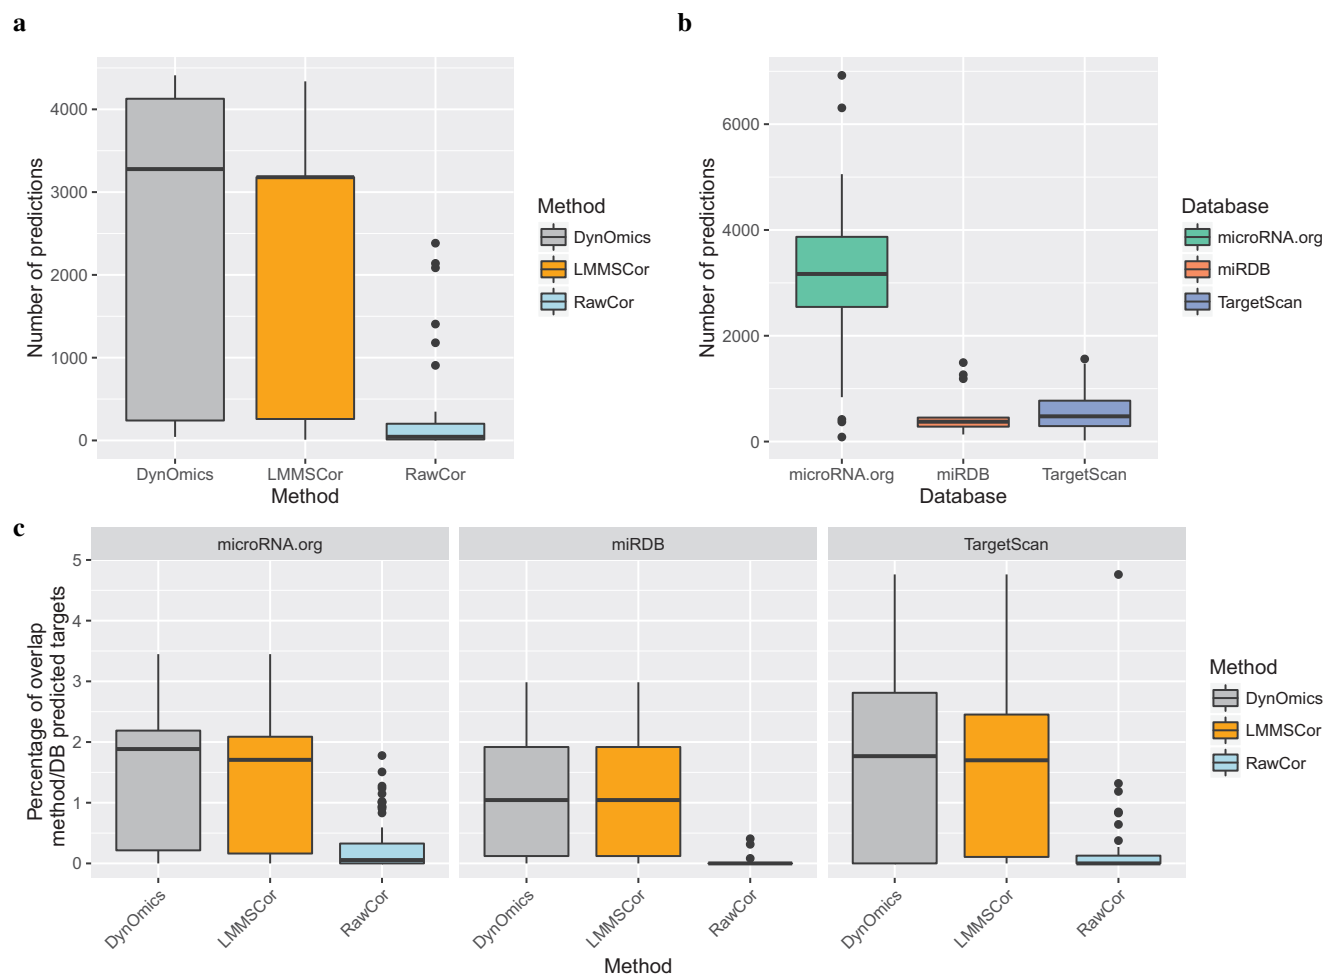 a
Number of predictions
4000
3000
2000
1000
0
DynOmics
LMMSCor
RawCor
Method
Method
DynOmics
LMMSCor
RawCor
b
Number of predictions
6000
4000
2000
0
microRNA.org
miRDB
TargetScan
Database
Database
microRNA.org
miRDB
TargetScan
c
microRNA.org
miRDB
TargetScan
Percentage of overlap
method/DB predicted targets
5
4
3
2
1
0
DynOmics
LMMSCor
RawCor
DynOmics
LMMSCor
RawCor
DynOmics
LMMSCor
RawCor
Method
Method
DynOmics
LMMSCor
RawCor